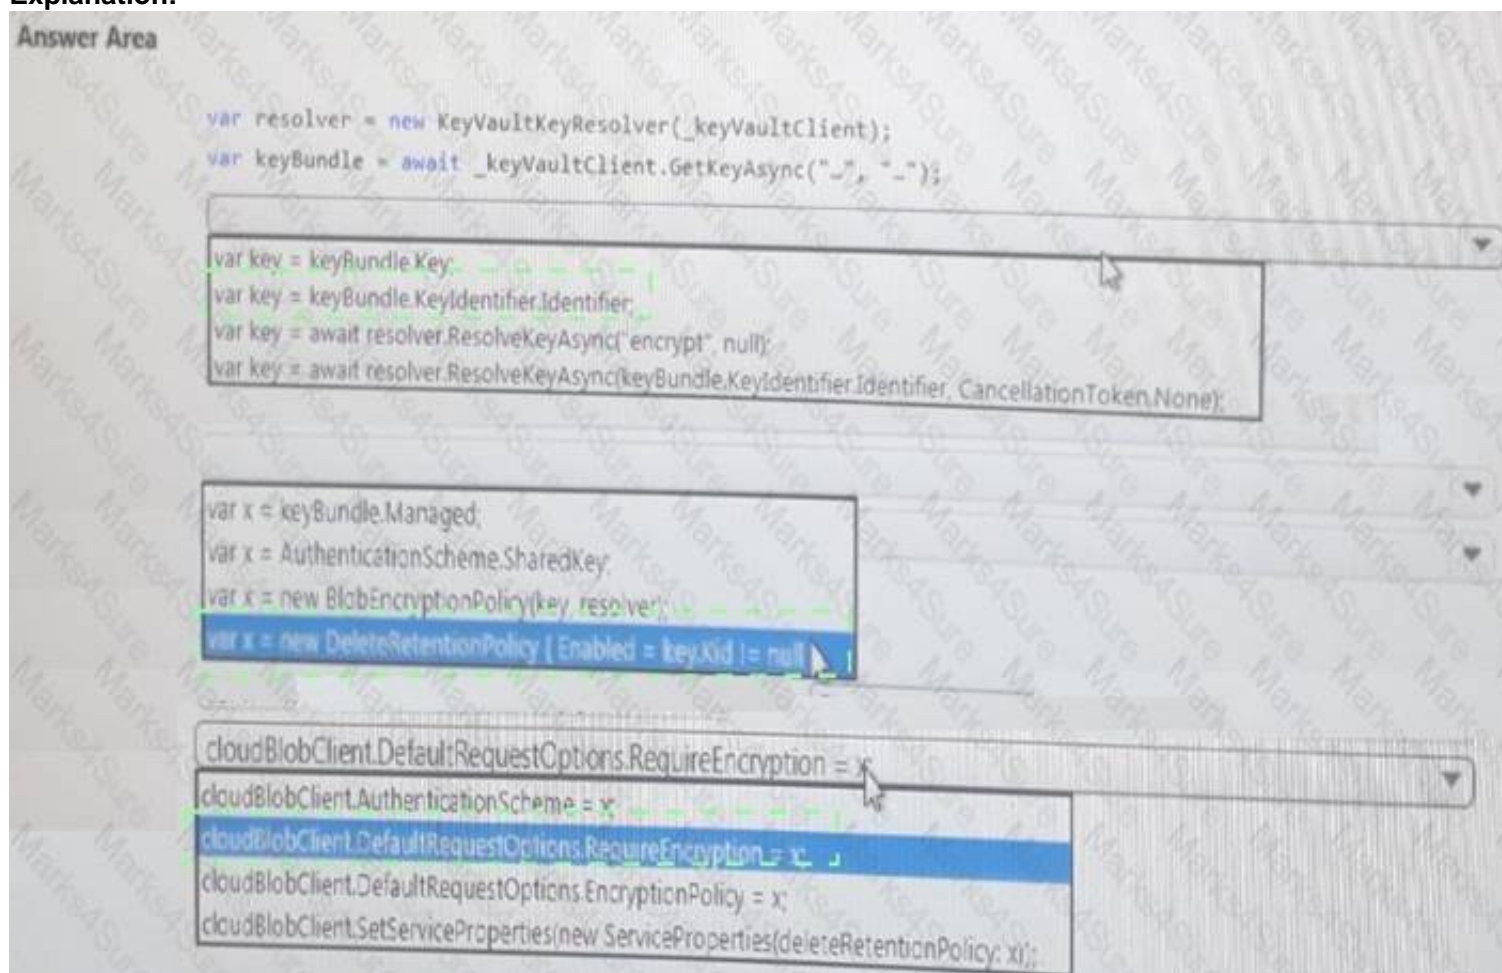 Explanation:
Answer Area
var resolver = new KeyVaultKeyResolver(_keyVaultClient);
var keyBundle = await _keyVaultClient.GetKeyAsync("…", "…");
var key = keyBundle.Key;
var key = keyBundle.KeyIdentifier.Identifier;
var key = await resolver.ResolveKeyAsync("encrypt", null);
var key = await resolver.ResolveKeyAsync(keyBundle.KeyIdentifier.Identifier, CancellationToken.None);
var x = keyBundle.Managed;
var x = AuthenticationScheme.SharedKey;
var x = new BlobEncryptionPolicy(key, resolver);
var x = new DeleteRetentionPolicy { Enabled = key.Kid != null
cloudBlobClient.DefaultRequestOptions.RequireEncryption = x;
cloudBlobClient.AuthenticationScheme = x;
cloudBlobClient.DefaultRequestOptions.RequireEncryption = x;
cloudBlobClient.DefaultRequestOptions.EncryptionPolicy = x;
cloudBlobClient.SetServiceProperties(new ServiceProperties(deleteRetentionPolicy: x));
Marks4Sure